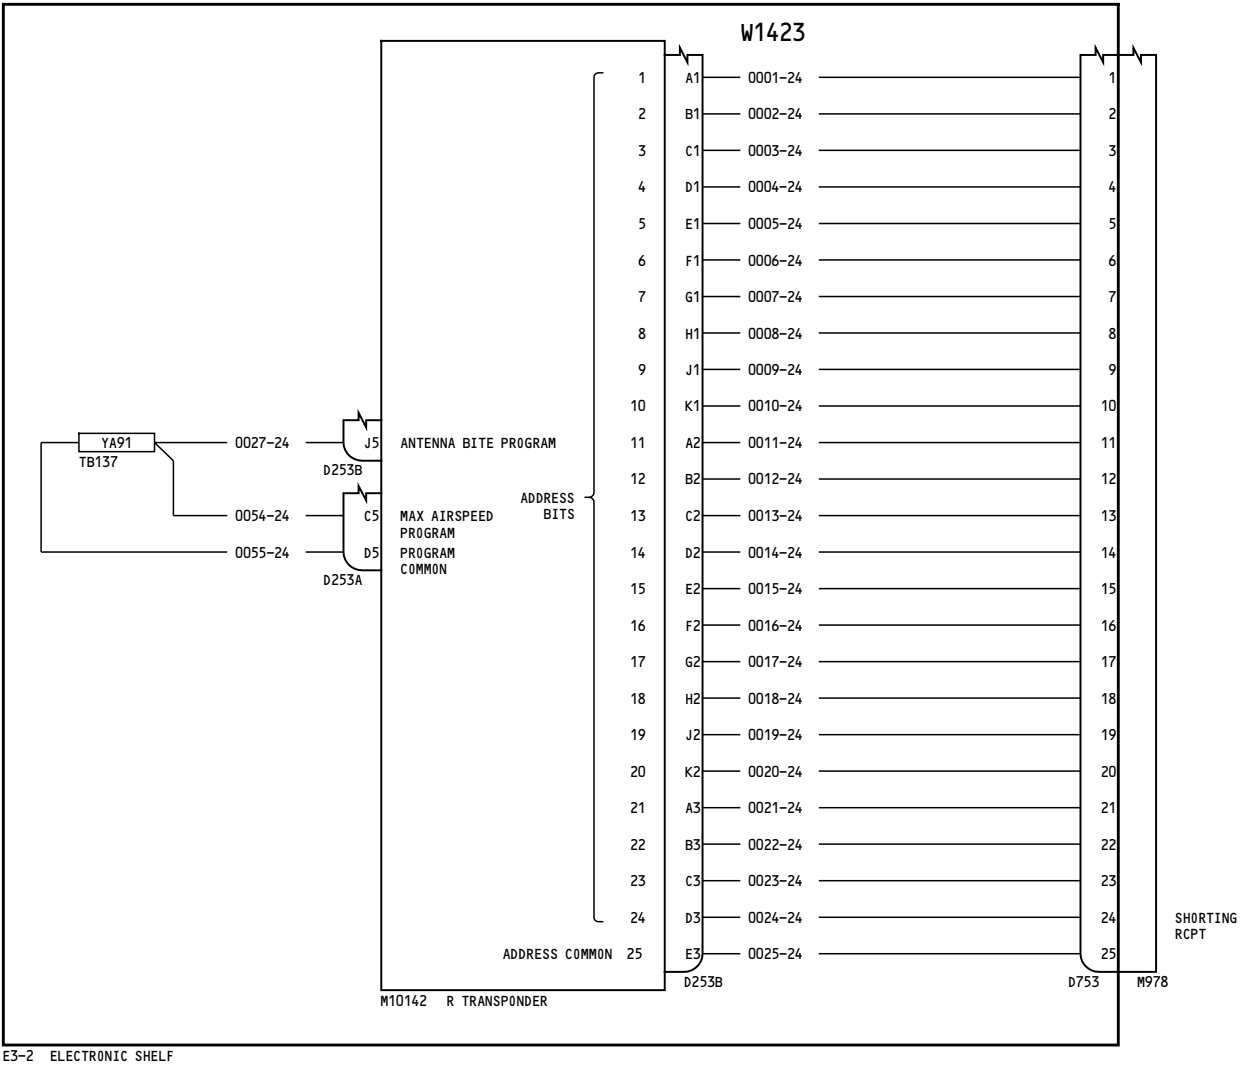 W1423
1 A1 0001-24 1
2 B1 0002-24 2
3 C1 0003-24 3
4 D1 0004-24 4
5 E1 0005-24 5
6 F1 0006-24 6
7 G1 0007-24 7
8 H1 0008-24 8
9 J1 0009-24 9
10 K1 0010-24 10
YA91 0027-24 J5 ANTENNA BITE PROGRAM 11 A2 0011-24 11
TB137
D253B
12 B2 0012-24 12
ADDRESS
BITS
0054-24 C5 MAX AIRSPEED 13 C2 0013-24 13
PROGRAM
0055-24 D5 PROGRAM 14 D2 0014-24 14
COMMON
D253A
15 E2 0015-24 15
16 F2 0016-24 16
17 G2 0017-24 17
18 H2 0018-24 18
19 J2 0019-24 19
20 K2 0020-24 20
21 A3 0021-24 21
22 B3 0022-24 22
23 C3 0023-24 23
24 D3 0024-24 24 SHORTING
RCPT
ADDRESS COMMON 25 E3 0025-24 25
D253B D753 M978
M10142 R TRANSPONDER
E3-2 ELECTRONIC SHELF